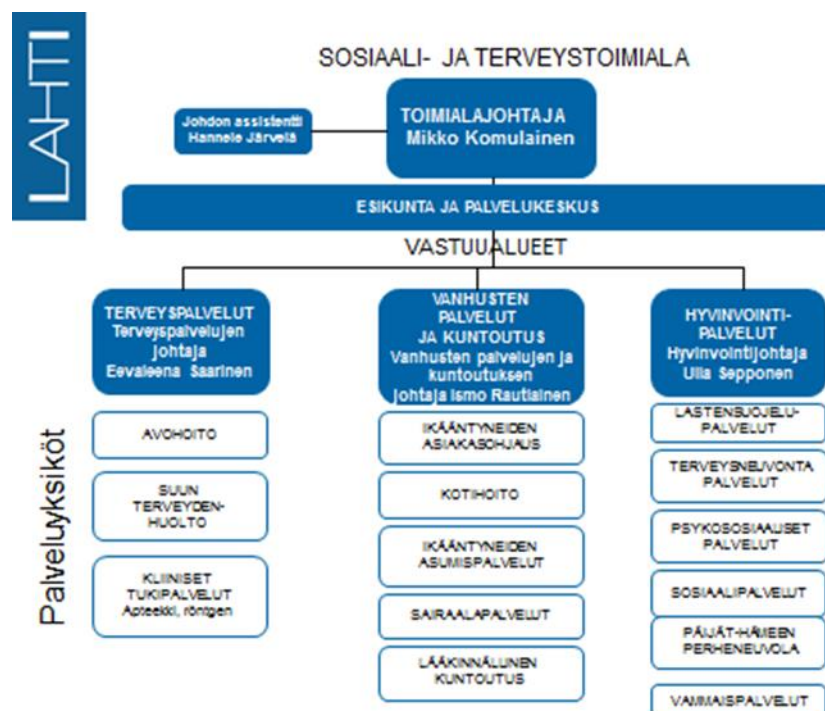 LAHTI
SOSIAALI- JA TERVEYSTOIMIALA
TOIMIALAJOHTAJA
Mikko Komulainen
Johdon assistentti
Hannele Järvelä
ESIKUNTA JA PALVELUKESKUS
VASTUUALUEET
TERVEYSPALVELUT
Terveyspalvelujen
johtaja
Eevaleena Saarinen
VANHUSTEN
PALVELUT
JA KUNTOUTUS
Vanhusten palvelujen ja
kuntoutuksen
johtaja Ismo Rautiainen
HYVINVOINTI-
PALVELUT
Hyvinvointijohtaja
Ulla Sepponen
Palveluyksiköt
AVOHOITO
SUUN
TERVEYDEN-
HUOLTO
KLIINISET
TUKIPALVELUT
Apteekki, röntgen
IKÄÄNTYNEIDEN
ASIAKASOHJAUS
KOTIHOITO
IKÄÄNTYNEIDEN
ASUMISPALVELUT
SAIRAALAPALVELUT
LÄÄKINNÄLLINEN
KUNTOUTUS
LASTENSUOJELU-
PALVELUT
TERVEYSNEUVONTA
PALVELUT
PSYKOSOSIAALISET
PALVELUT
SOSIAALIPALVELUT
PÄIJÄT-HÄMEEN
PERHENEUVOLA
VAMMAISPALVELUT